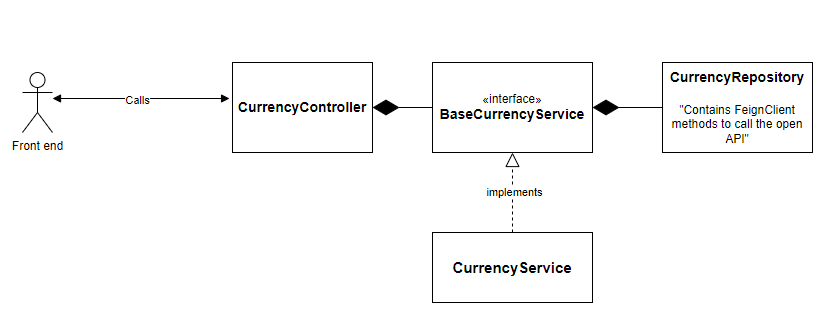 Front end
Calls
CurrencyController
«interface»
BaseCurrencyService
CurrencyRepository
"Contains FeignClient
methods to call the open
API"
implements
CurrencyService